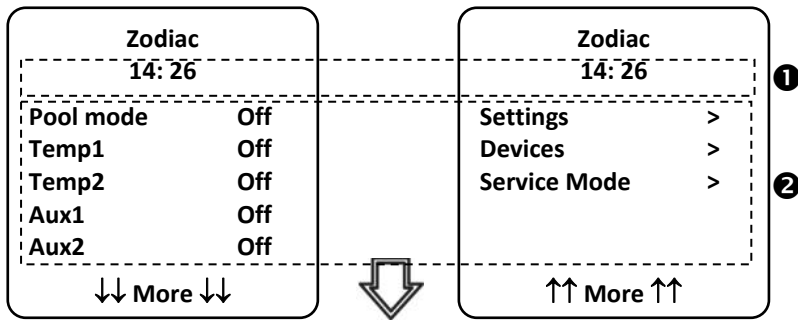 Zodiac
14: 26
Pool mode Off
Temp1 Off
Temp2 Off
Aux1 Off
Aux2 Off
↓↓ More ↓↓
Zodiac
14: 26
Settings >
Devices >
Service Mode >
↑↑ More ↑↑
❶
❷